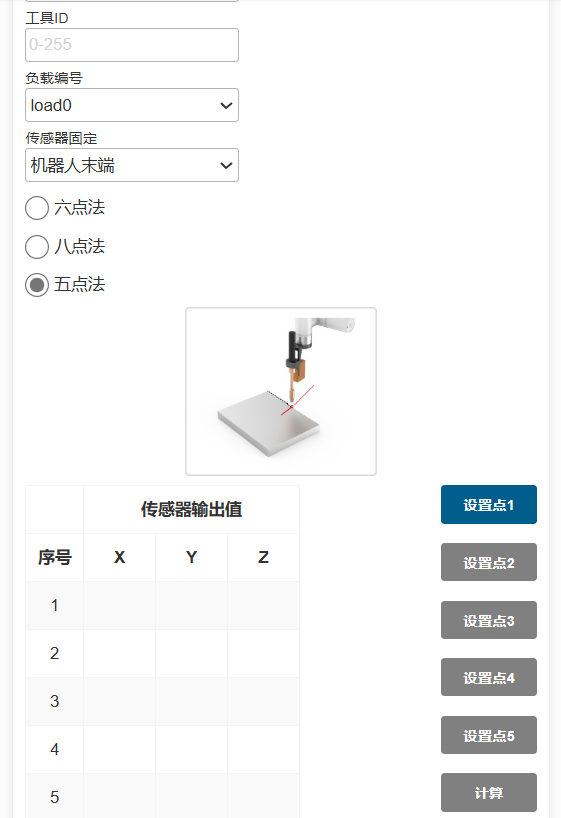 工具ID
0-255
负载编号
load0
传感器固定
机器人末端
六点法
八点法
五点法
传感器输出值
序号 X Y Z
1
2
3
4
5
设置点1
设置点2
设置点3
设置点4
设置点5
计算